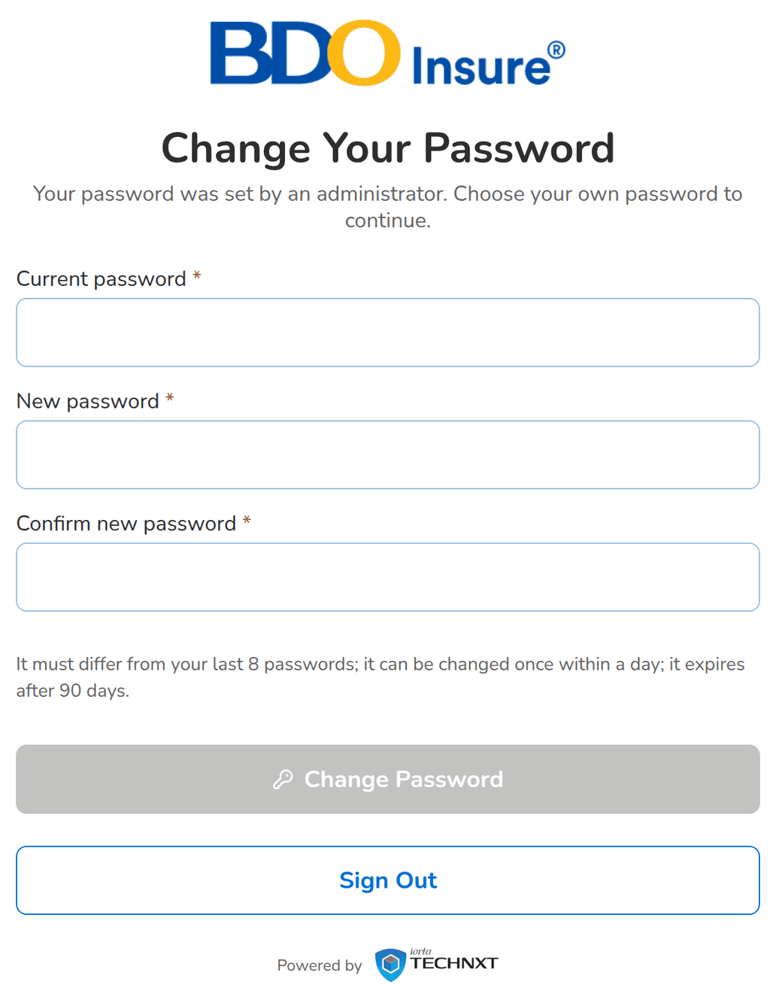 BDO Insure®
Change Your Password
Your password was set by an administrator. Choose your own password to
continue.
Current password *
New password *
Confirm new password *
It must differ from your last 8 passwords; it can be changed once within a day; it expires
after 90 days.
Change Password
Sign Out
Powered by iorta TECHNXT